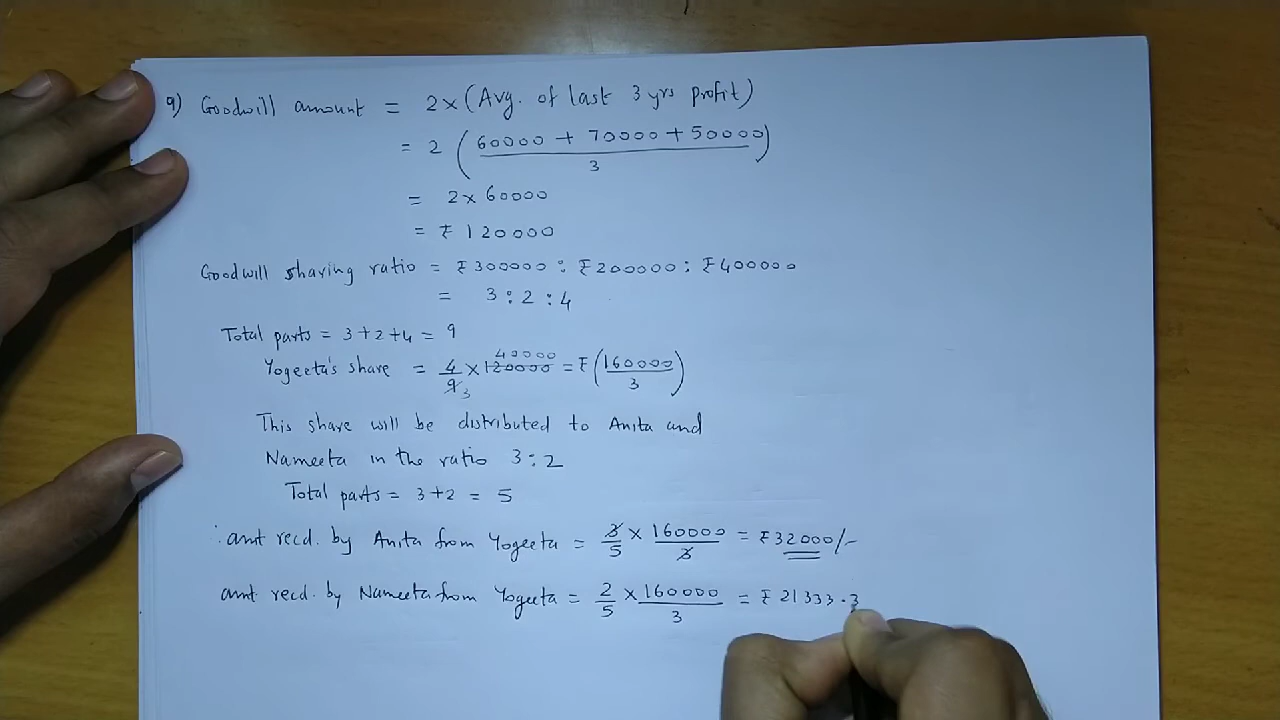 9) Goodwill amount = 2 × (Avg. of last 3 yrs profit)
= 2 (60000 + 70000 + 50000 / 3)
= 2 × 60000
= ₹ 120000
Goodwill sharing ratio = ₹ 300000 : ₹ 200000 : ₹ 400000
= 3 : 2 : 4
Total parts = 3 + 2 + 4 = 9
40000
Yogeeta's share = 4/9 3 × 120000 = ₹ (160000/3)
This share will be distributed to Anita and
Nameeta in the ratio 3 : 2
Total parts = 3 + 2 = 5
∴ amt recd. by Anita from Yogeeta = 3/5 × 160000/3 = ₹ 32000/-
amt recd. by Nameeta from Yogeeta = 2/5 × 160000/3 = ₹ 21333.3